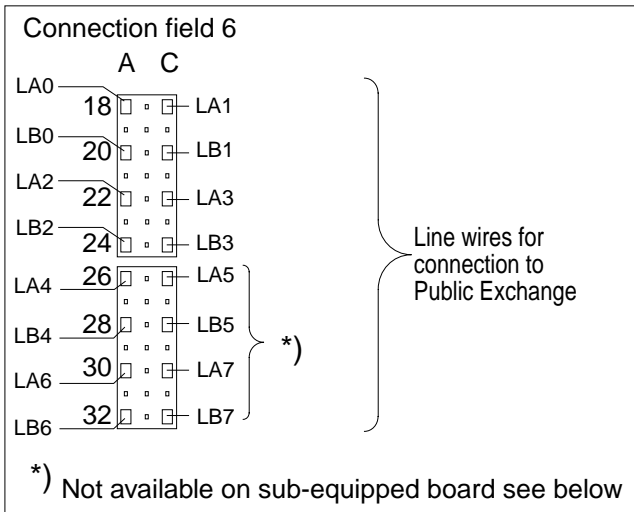 Connection field 6
A C
LA0
18 LA1
LB0
20 LB1
LA2
22 LA3
LB2
24 LB3
LA4
26 LA5
LB4
28 LB5
LA6
30 LA7
LB6
32 LB7
*)
Line wires for
connection to
Public Exchange
*) Not available on sub-equipped board see below